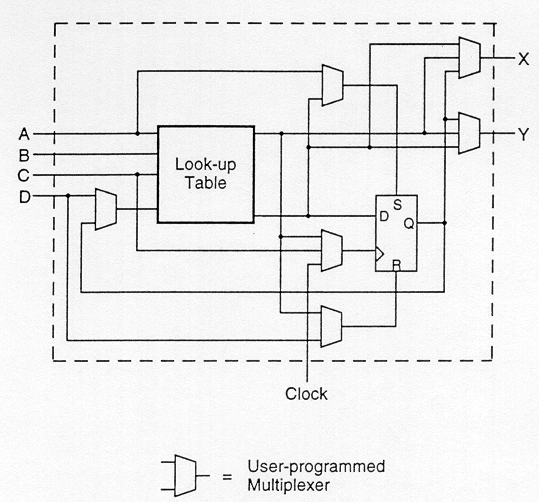 X
A
Y
B
Look-up
Table
C
D
S
D
Q
R
Clock
= User-programmed
Multiplexer